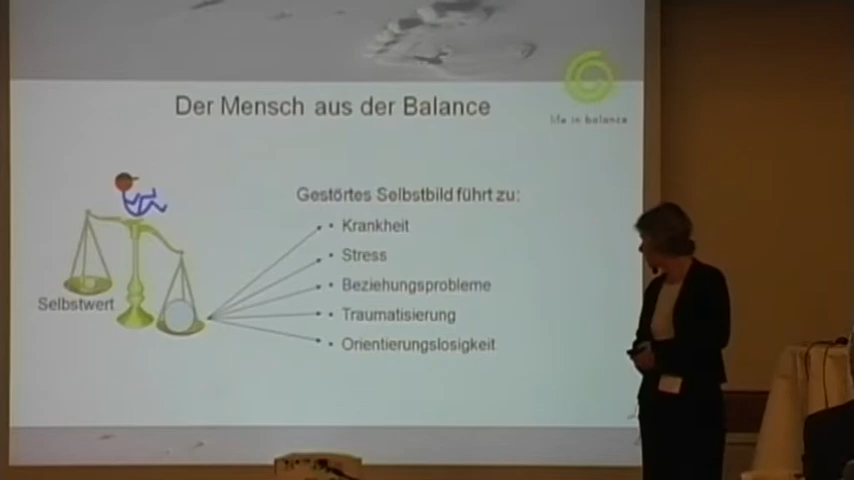 Der Mensch aus der Balance
life in balance
Gestörtes Selbstbild führt zu:
• Krankheit
• Stress
• Beziehungsprobleme
• Traumatisierung
• Orientierungslosigkeit
Selbstwert